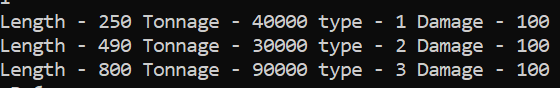 Length - 250 Tonnage - 40000 type - 1 Damage - 100
Length - 490 Tonnage - 30000 type - 2 Damage - 100
Length - 800 Tonnage - 90000 type - 3 Damage - 100